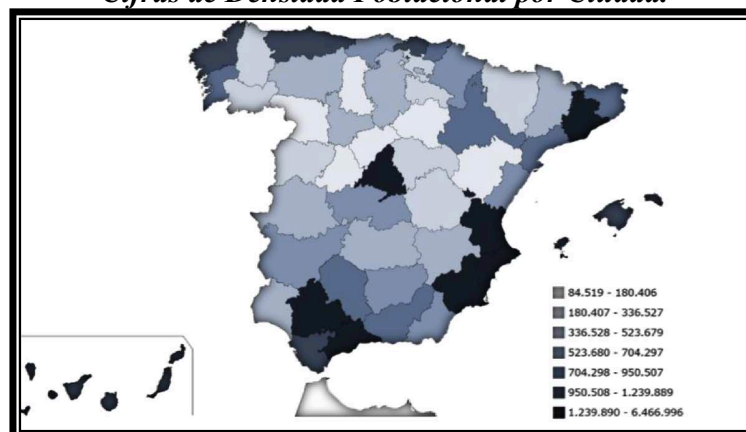 Cifras de Densidad Poblacional por Ciudad.
84.519 - 180.406
180.407 - 336.527
336.528 - 523.679
523.680 - 704.297
704.298 - 950.507
950.508 - 1.239.889
1.239.890 - 6.466.996